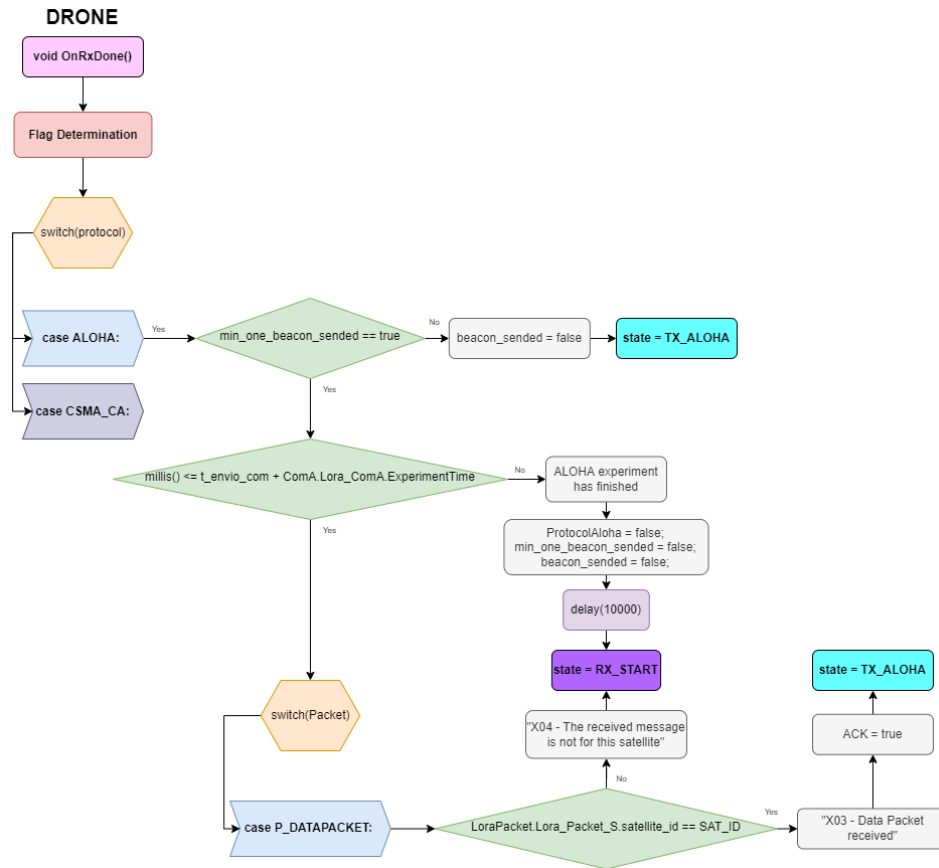 DRONE
void OnRxDone()
Flag Determination
switch(protocol)
case ALOHA:
Yes
min_one_beacon_sended == true
No
beacon_sended = false
state = TX_ALOHA
case CSMA_CA:
Yes
millis() <= t_envio_com + ComA.Lora_ComA.ExperimentTime
No
ALOHA experiment
has finished
Yes
ProtocolAloha = false;
min_one_beacon_sended = false;
beacon_sended = false;
delay(10000)
state = RX_START
state = TX_ALOHA
switch(Packet)
"X04 - The received message
is not for this satellite"
ACK = true
No
case P_DATAPACKET:
LoraPacket.Lora_Packet_S.satellite_id == SAT_ID
Yes
"X03 - Data Packet
received"